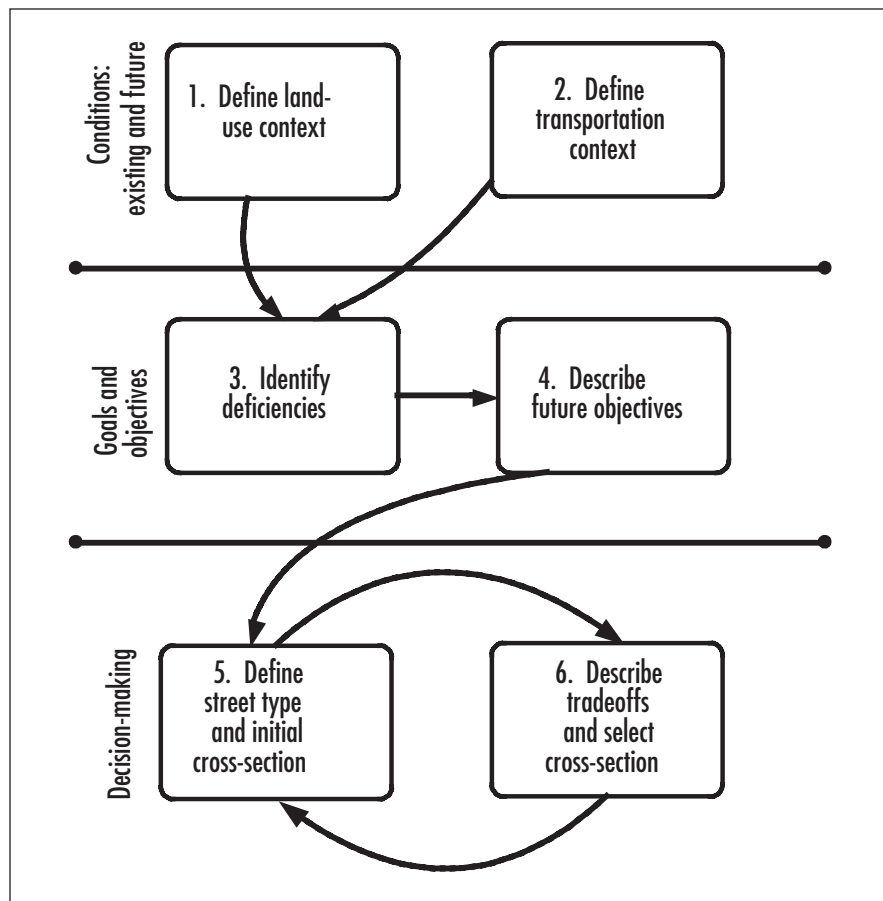 Conditions:
existing and future
1. Define land-
use context
2. Define
transportation
context
Goals and
objectives
3. Identify
deficiencies
4. Describe
future objectives
Decision-making
5. Define
street type
and initial
cross-section
6. Describe
tradeoffs
and select
cross-section